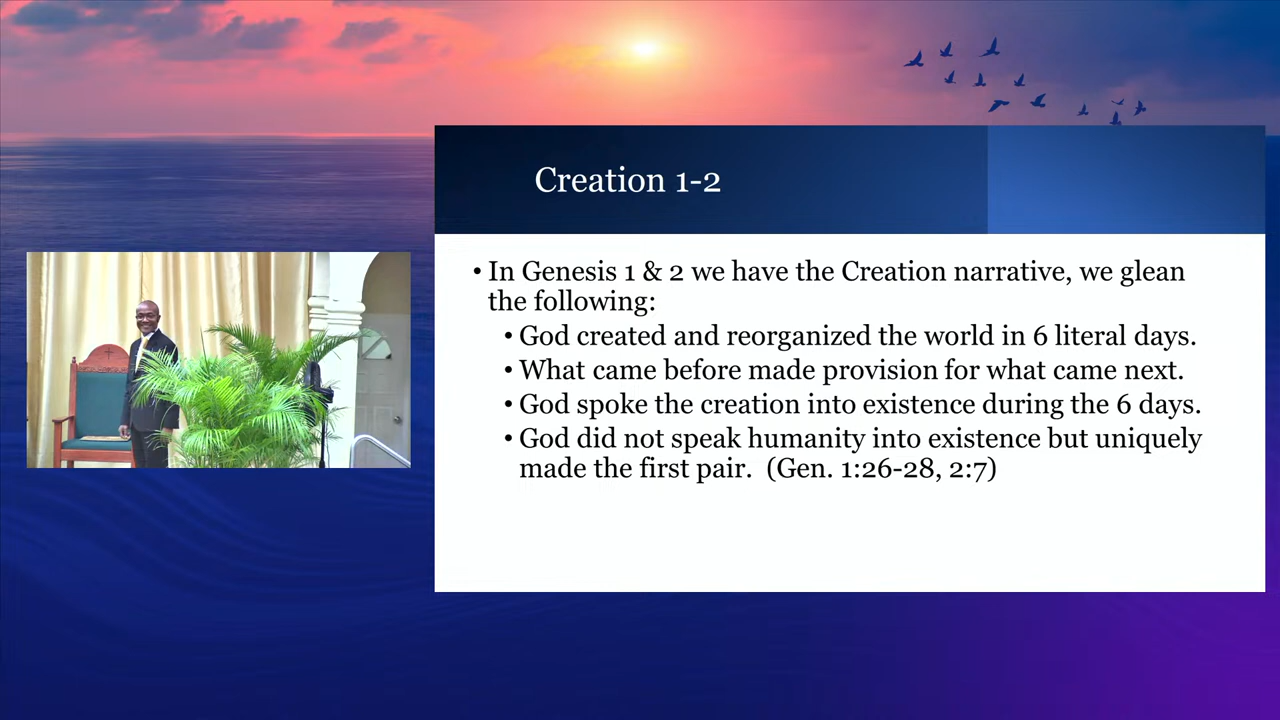 Creation 1-2
• In Genesis 1 & 2 we have the Creation narrative, we glean
the following:
• God created and reorganized the world in 6 literal days.
• What came before made provision for what came next.
• God spoke the creation into existence during the 6 days.
• God did not speak humanity into existence but uniquely
made the first pair.  (Gen. 1:26-28, 2:7)